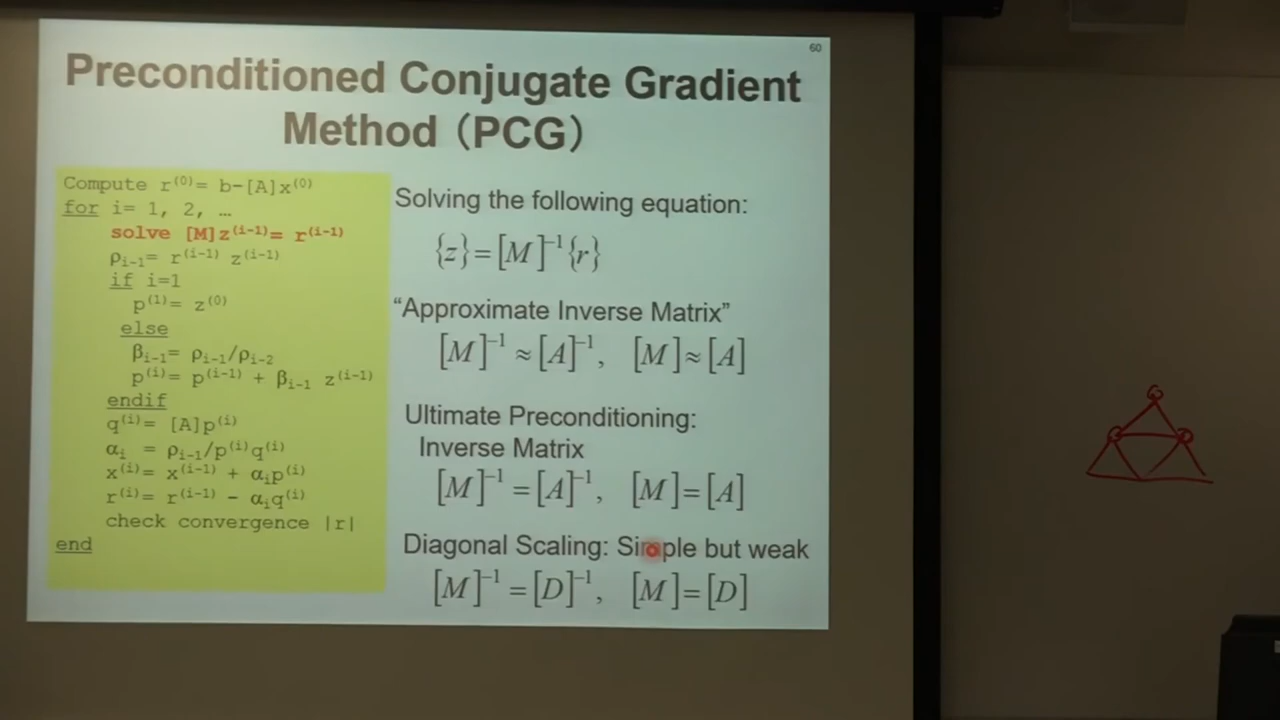 60
Preconditioned Conjugate Gradient
Method (PCG)
Compute r⁽⁰⁾= b-[A]x⁽⁰⁾
for i= 1, 2, …
solve [M]z⁽ⁱ⁻¹⁾= r⁽ⁱ⁻¹⁾
ρᵢ₋₁= r⁽ⁱ⁻¹⁾ z⁽ⁱ⁻¹⁾
if i=1
p⁽¹⁾= z⁽⁰⁾
else
βᵢ₋₁= ρᵢ₋₁/ρᵢ₋₂
p⁽ⁱ⁾= p⁽ⁱ⁻¹⁾ + βᵢ₋₁ z⁽ⁱ⁻¹⁾
endif
q⁽ⁱ⁾= [A]p⁽ⁱ⁾
αᵢ = ρᵢ₋₁/p⁽ⁱ⁾q⁽ⁱ⁾
x⁽ⁱ⁾= x⁽ⁱ⁻¹⁾ + αᵢp⁽ⁱ⁾
r⁽ⁱ⁾= r⁽ⁱ⁻¹⁾ - αᵢq⁽ⁱ⁾
check convergence |r|
end
Solving the following equation:
{z}=[M]⁻¹{r}
“Approximate Inverse Matrix”
[M]⁻¹≈[A]⁻¹, [M]≈[A]
Ultimate Preconditioning:
Inverse Matrix
[M]⁻¹=[A]⁻¹, [M]=[A]
Diagonal Scaling: Simple but weak
[M]⁻¹=[D]⁻¹, [M]=[D]